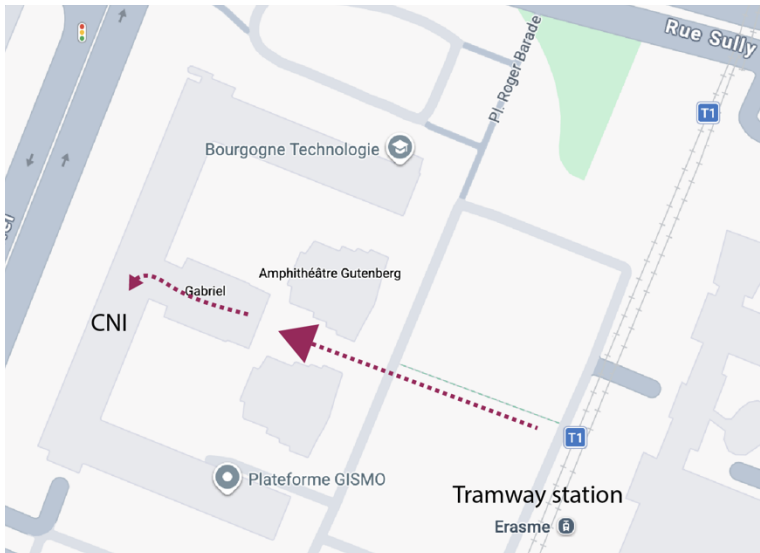 Rue Sully
Pl. Roger Barade
T1
Bourgogne Technologie
Amphithéâtre Gutenberg
Gabriel
CNI
T1
Plateforme GISMO
Tramway station
Erasme